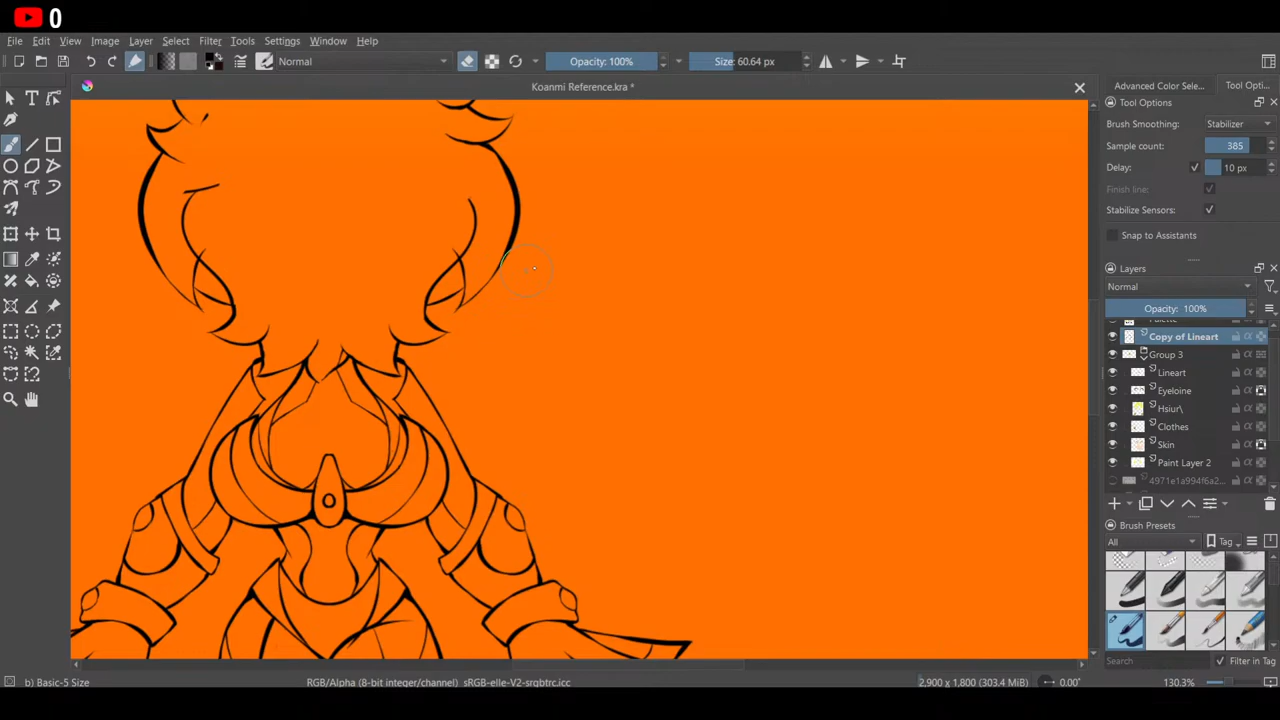 0
File Edit View Image Layer Select Filter Tools Settings Window Help
Normal Opacity: 100% Size: 60.64 px
Koanmi Reference.kra *
Advanced Color Sele... Tool Opti...
Tool Options
Brush Smoothing: Stabilizer
Sample count: 385
Delay: 10 px
Finish line:
Stabilize Sensors:
Snap to Assistants
Layers
Normal
Opacity: 100%
Copy of Lineart
Group 3
Lineart
Eyeloine
Hsiur\
Clothes
Skin
Paint Layer 2
4971e1a994f6a2...
Brush Presets
All Tag
Search Filter in Tag
b) Basic-5 Size RGB/Alpha (8-bit integer/channel) sRGB-elle-V2-srgbtrc.icc 2,900 x 1,800 (303.4 MiB) 0.00° 130.3%